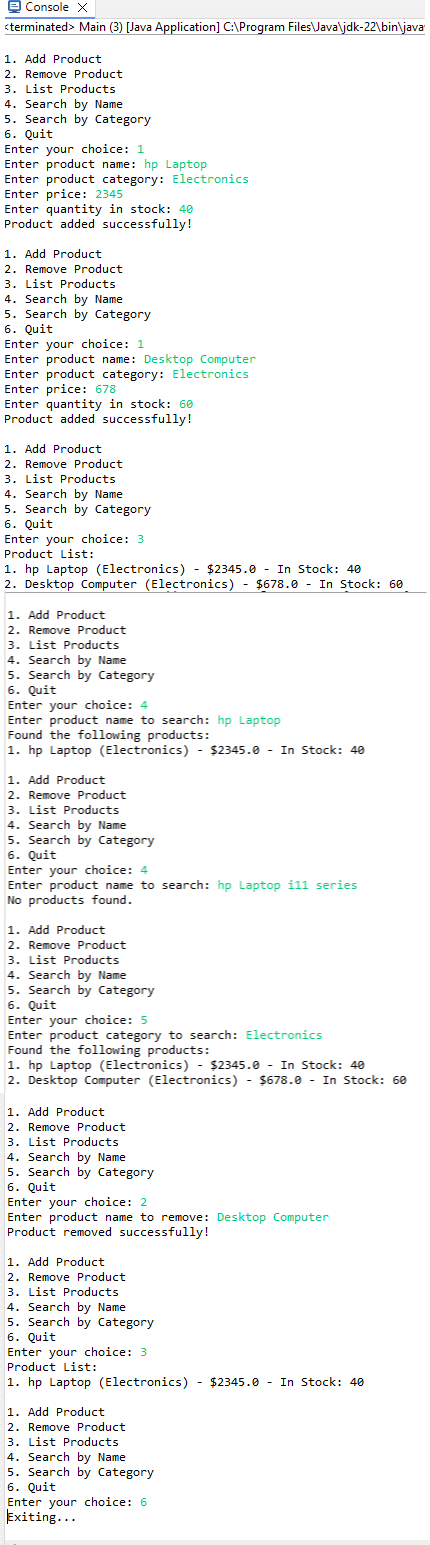 Console
<terminated> Main (3) [Java Application] C:\Program Files\Java\jdk-22\bin\java
1. Add Product
2. Remove Product
3. List Products
4. Search by Name
5. Search by Category
6. Quit
Enter your choice: 1
Enter product name: hp Laptop
Enter product category: Electronics
Enter price: 2345
Enter quantity in stock: 40
Product added successfully!
1. Add Product
2. Remove Product
3. List Products
4. Search by Name
5. Search by Category
6. Quit
Enter your choice: 1
Enter product name: Desktop Computer
Enter product category: Electronics
Enter price: 678
Enter quantity in stock: 60
Product added successfully!
1. Add Product
2. Remove Product
3. List Products
4. Search by Name
5. Search by Category
6. Quit
Enter your choice: 3
Product List:
1. hp Laptop (Electronics) - $2345.0 - In Stock: 40
2. Desktop Computer (Electronics) - $678.0 - In Stock: 60
1. Add Product
2. Remove Product
3. List Products
4. Search by Name
5. Search by Category
6. Quit
Enter your choice: 4
Enter product name to search: hp Laptop
Found the following products:
1. hp Laptop (Electronics) - $2345.0 - In Stock: 40
1. Add Product
2. Remove Product
3. List Products
4. Search by Name
5. Search by Category
6. Quit
Enter your choice: 4
Enter product name to search: hp Laptop i11 series
No products found.
1. Add Product
2. Remove Product
3. List Products
4. Search by Name
5. Search by Category
6. Quit
Enter your choice: 5
Enter product category to search: Electronics
Found the following products:
1. hp Laptop (Electronics) - $2345.0 - In Stock: 40
2. Desktop Computer (Electronics) - $678.0 - In Stock: 60
1. Add Product
2. Remove Product
3. List Products
4. Search by Name
5. Search by Category
6. Quit
Enter your choice: 2
Enter product name to remove: Desktop Computer
Product removed successfully!
1. Add Product
2. Remove Product
3. List Products
4. Search by Name
5. Search by Category
6. Quit
Enter your choice: 3
Product List:
1. hp Laptop (Electronics) - $2345.0 - In Stock: 40
1. Add Product
2. Remove Product
3. List Products
4. Search by Name
5. Search by Category
6. Quit
Enter your choice: 6
Exiting...